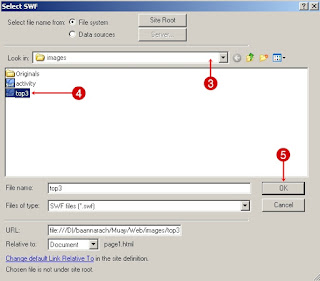 Select SWF
Select file name from: File system Site Root
Data sources Server...
Look in: images
3
Originals
activity
top3 4
5
File name: top3 OK
Files of type: SWF files (*.swf) Cancel
URL: file:///D|/baannarach/Muay/Web/images/top3
Relative to: Document page1.html
Change default Link Relative To in the site definition.
Chosen file is not under site root.